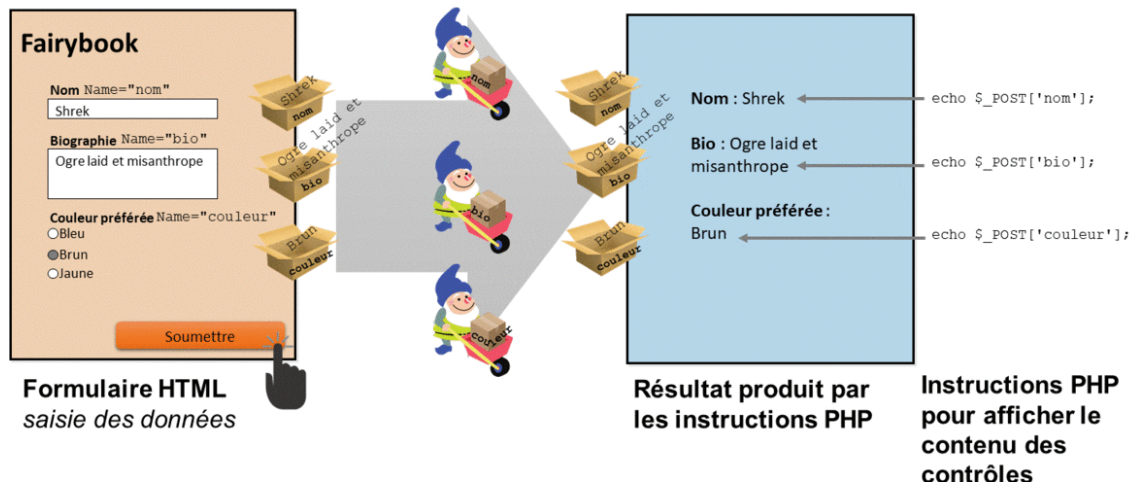 Fairybook
Nom Name="nom"
Shrek
Biographie Name="bio"
Ogre laid et misanthrope
Couleur préférée Name="couleur"
Bleu
Brun
Jaune
Soumettre
Shrek
nom
Ogre laid et
misanthrope
bio
Brun
couleur
nom
bio
couleur
Shrek
nom
Ogre laid et
misanthrope
bio
Brun
couleur
Nom : Shrek
echo $_POST['nom'];
Bio : Ogre laid et
misanthrope
echo $_POST['bio'];
Couleur préférée :
Brun
echo $_POST['couleur'];
Formulaire HTML
saisie des données
Résultat produit par
les instructions PHP
Instructions PHP
pour afficher le
contenu des
contrôles